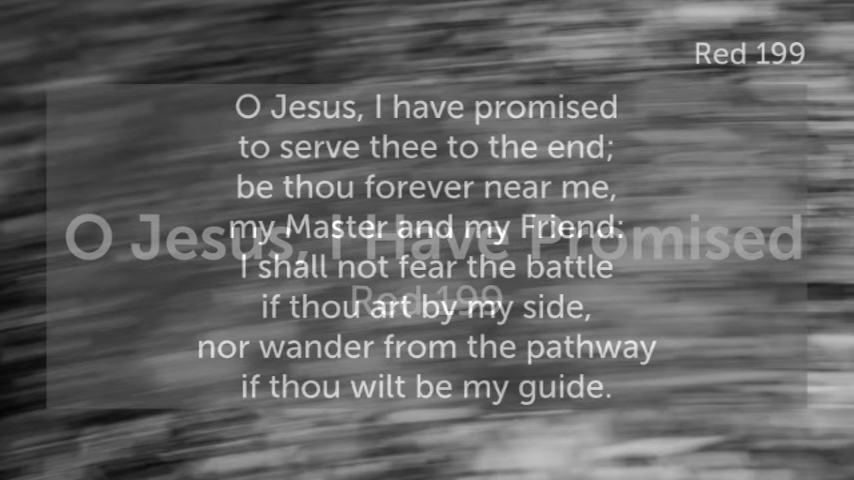 Red 199
O Jesus, I have promised
to serve thee to the end;
be thou forever near me,
my Master and my Friend:
O Jesus, I Have Promised
I shall not fear the battle
Red 199
if thou art by my side,
nor wander from the pathway
if thou wilt be my guide.